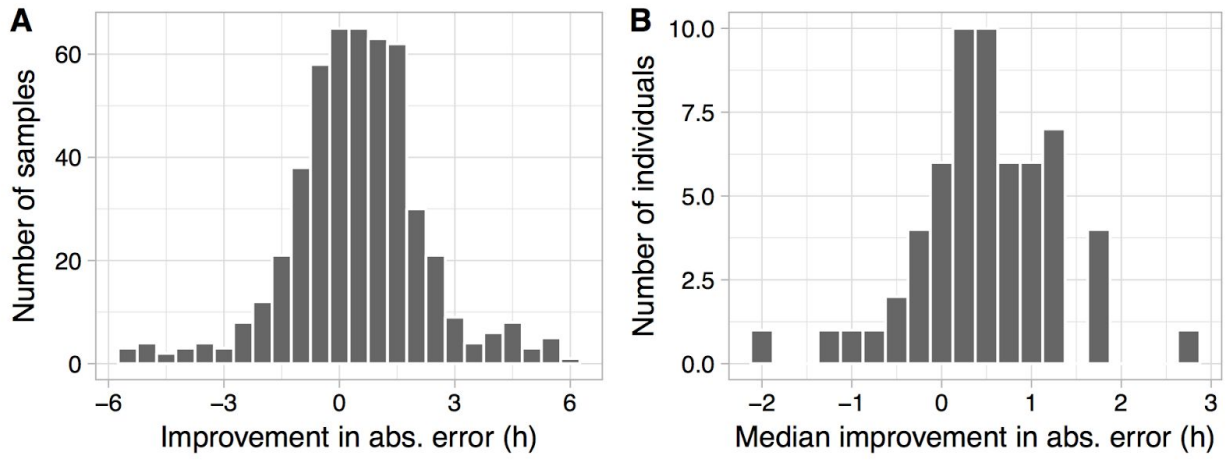 A
Number of samples
60
40
20
0
−6 −3 0 3 6
Improvement in abs. error (h)
B
Number of individuals
10.0
7.5
5.0
2.5
0.0
−2 −1 0 1 2 3
Median improvement in abs. error (h)